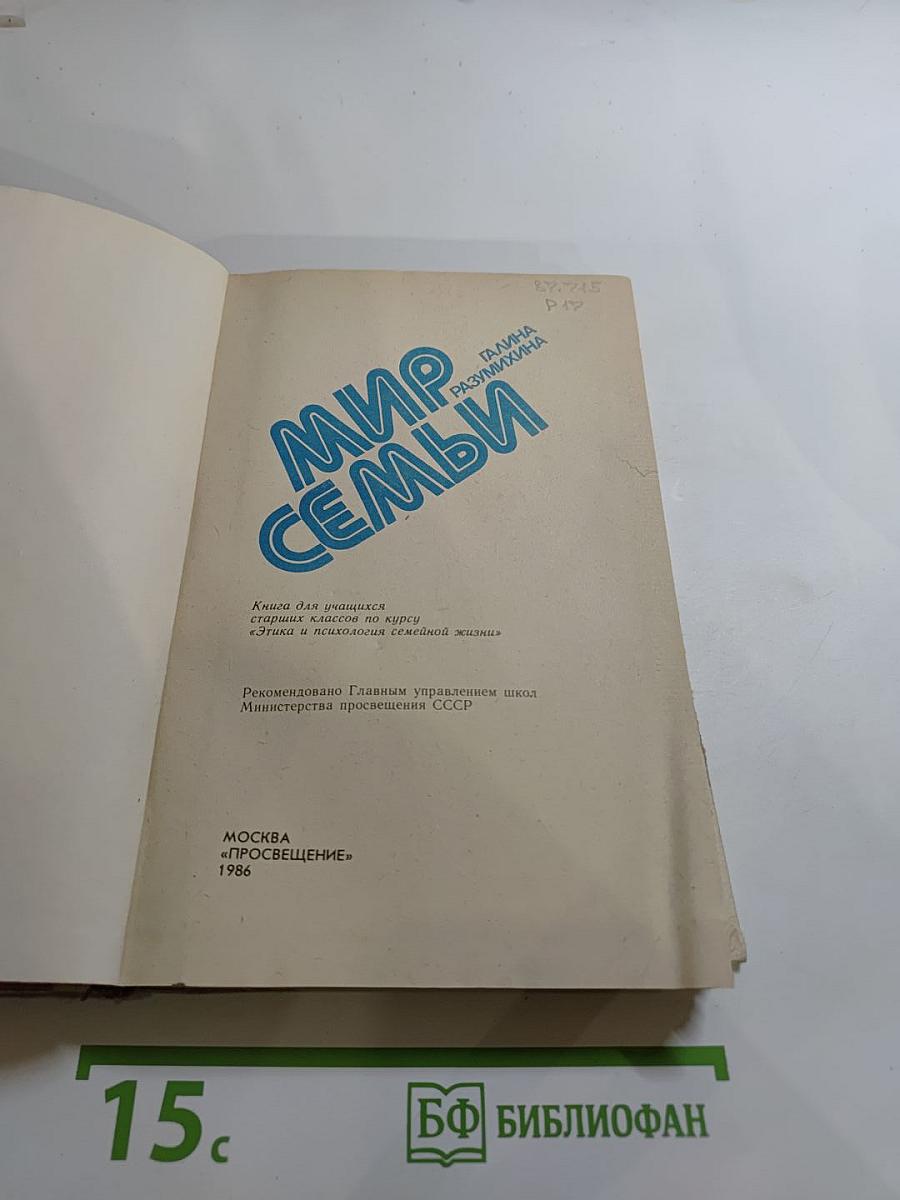 87.715
Р17
ГАЛИНА
РАЗУМИХИНА
МИР
СЕМЬИ
Книга для учащихся
старших классов по курсу
«Этика и психология семейной жизни»
Рекомендовано Главным управлением школ
Министерства просвещения СССР
МОСКВА
«ПРОСВЕЩЕНИЕ»
1986
15 с
БФ БИБЛИОФАН